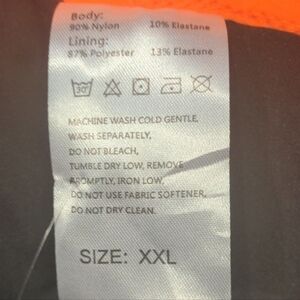 Body:
90% Nylon 10% Elastane
Lining:
87% Polyester 13% Elastane
30°
MACHINE WASH COLD GENTLE,
WASH SEPARATELY,
DO NOT BLEACH,
TUMBLE DRY LOW, REMOVE
PROMPTLY, IRON LOW,
DO NOT USE FABRIC SOFTENER,
DO NOT DRY CLEAN.
SIZE: XXL